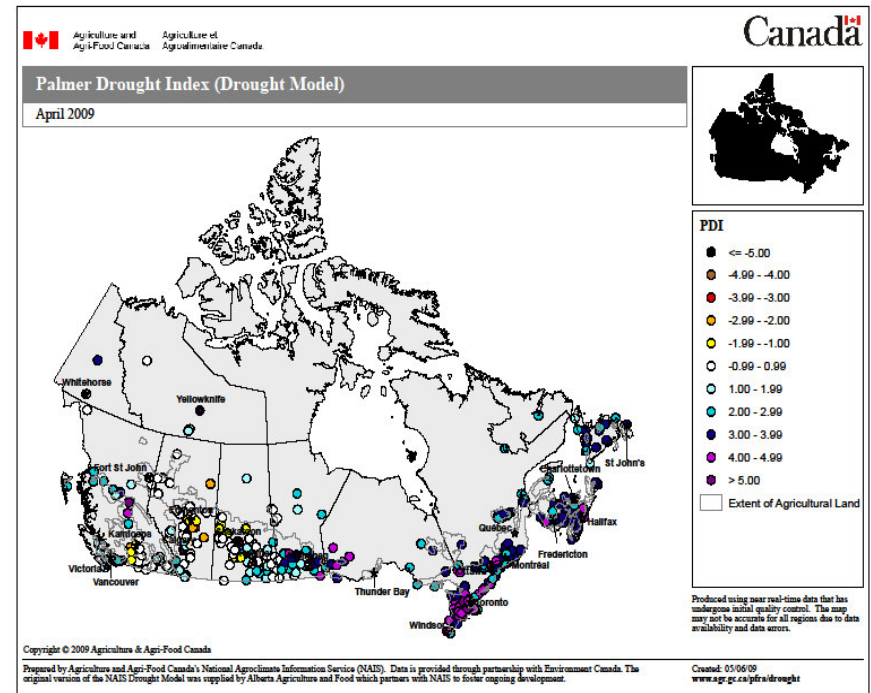 Agriculture and Agriculture et
Agri-Food Canada Agroalimentaire Canada
Canada
Palmer Drought Index (Drought Model)
April 2009
Whitehorse
Yellowknife
Fort St John
St John's
Charlottetown
Edmonton
Halifax
Québec
Kamloops
Fredericton
Montréal
Victoria
Vancouver
Thunder Bay
Toronto
Windsor
PDI
<= -5.00
-4.99 - -4.00
-3.99 - -3.00
-2.99 - -2.00
-1.99 - -1.00
-0.99 - 0.99
1.00 - 1.99
2.00 - 2.99
3.00 - 3.99
4.00 - 4.99
> 5.00
Extent of Agricultural Land
Produced using near real-time data that has
undergone initial quality control. The map
may not be accurate for all regions due to data
availability and data errors.
Copyright © 2009 Agriculture & Agri-Food Canada
Prepared by Agriculture and Agri-Food Canada's National Agroclimate Information Service (NAIS). Data is provided through partnership with Environment Canada. The
original version of the NAIS Drought Model was supplied by Alberta Agriculture and Food which partners with NAIS to foster ongoing development.
Created: 05/06/09
www.agr.gc.ca/pfra/drought